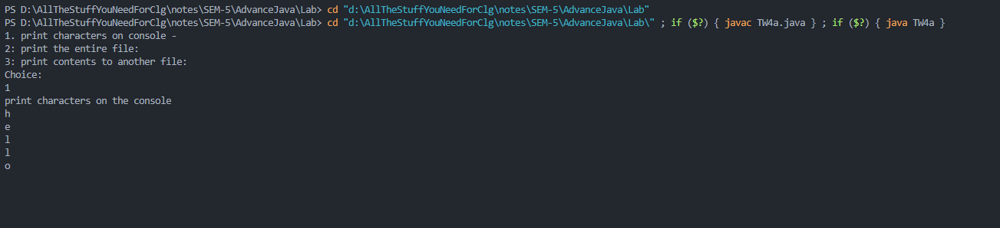 PS D:\AllTheStuffYouNeedForClg\notes\SEM-5\AdvanceJava\Lab> cd "d:\AllTheStuffYouNeedForClg\notes\SEM-5\AdvanceJava\Lab"
PS D:\AllTheStuffYouNeedForClg\notes\SEM-5\AdvanceJava\Lab> cd "d:\AllTheStuffYouNeedForClg\notes\SEM-5\AdvanceJava\Lab\" ; if ($?) { javac TW4a.java } ; if ($?) { java TW4a }
1. print characters on console -
2: print the entire file:
3: print contents to another file:
Choice:
1
print characters on the console
h
e
l
l
o